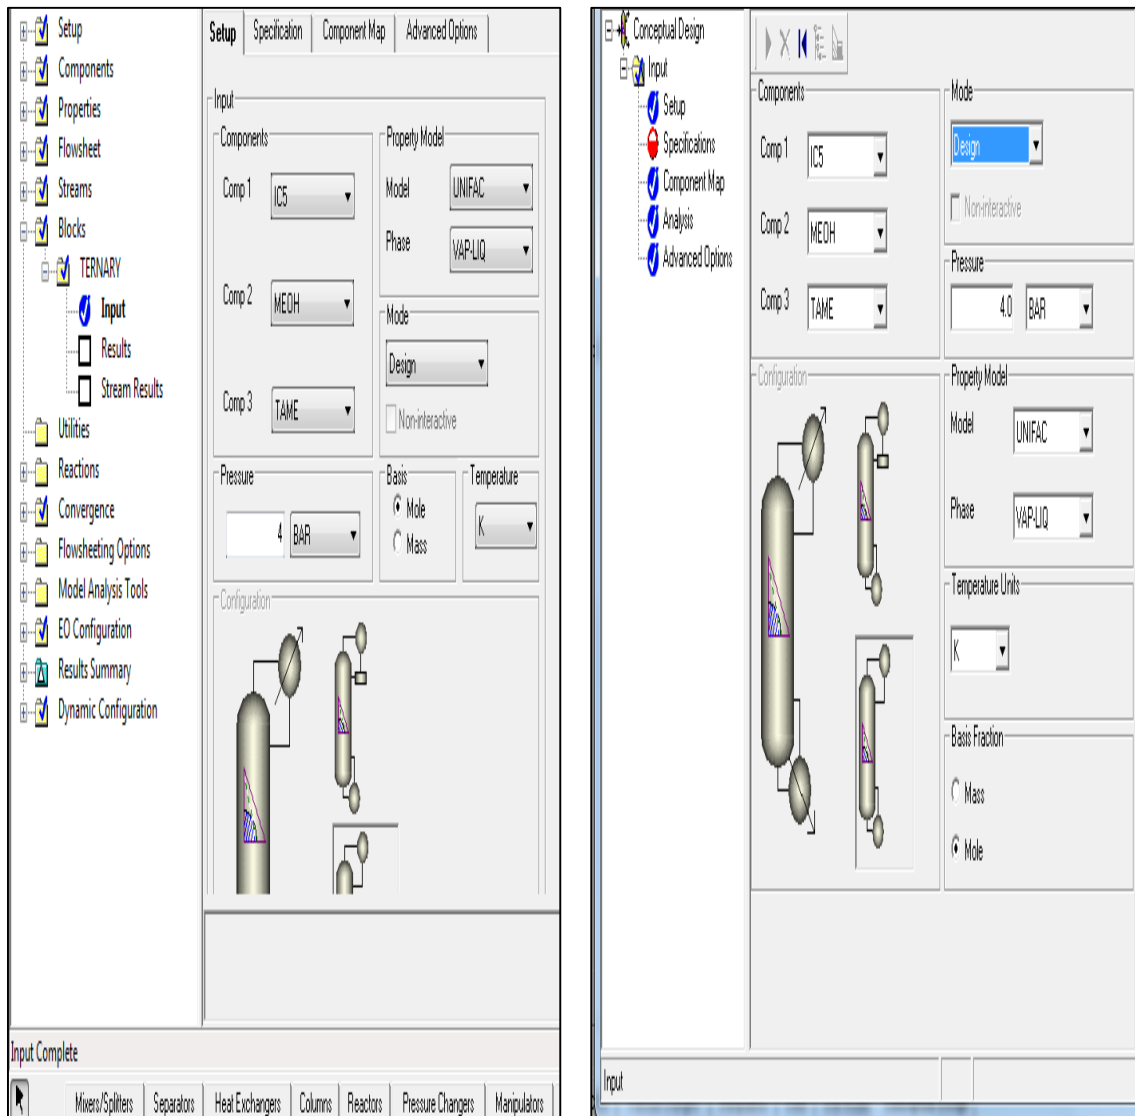 Setup
Components
Properties
Flowsheet
Streams
Blocks
TERNARY
Input
Results
Stream Results
Utilities
Reactions
Convergence
Flowsheeting Options
Model Analysis Tools
EO Configuration
Results Summary
Dynamic Configuration
Setup Specification Component Map Advanced Options
Input
Components
Comp 1 IC5
Comp 2 MEOH
Comp 3 TAME
Property Model
Model UNIFAC
Phase VAP-LIQ
Mode
Design
Non-interactive
Pressure
4 BAR
Basis
Mole
Mass
Temperature
K
Configuration
Input Complete
Mixers/Splitters Separators Heat Exchangers Columns Reactors Pressure Changers Manipulators
Conceptual Design
Input
Setup
Specifications
Component Map
Analysis
Advanced Options
Components
Comp 1 IC5
Comp 2 MEOH
Comp 3 TAME
Mode
Design
Non-interactive
Pressure
4.0 BAR
Configuration
Property Model
Model UNIFAC
Phase VAP-LIQ
Temperature Units
K
Basis Fraction
Mass
Mole
Input